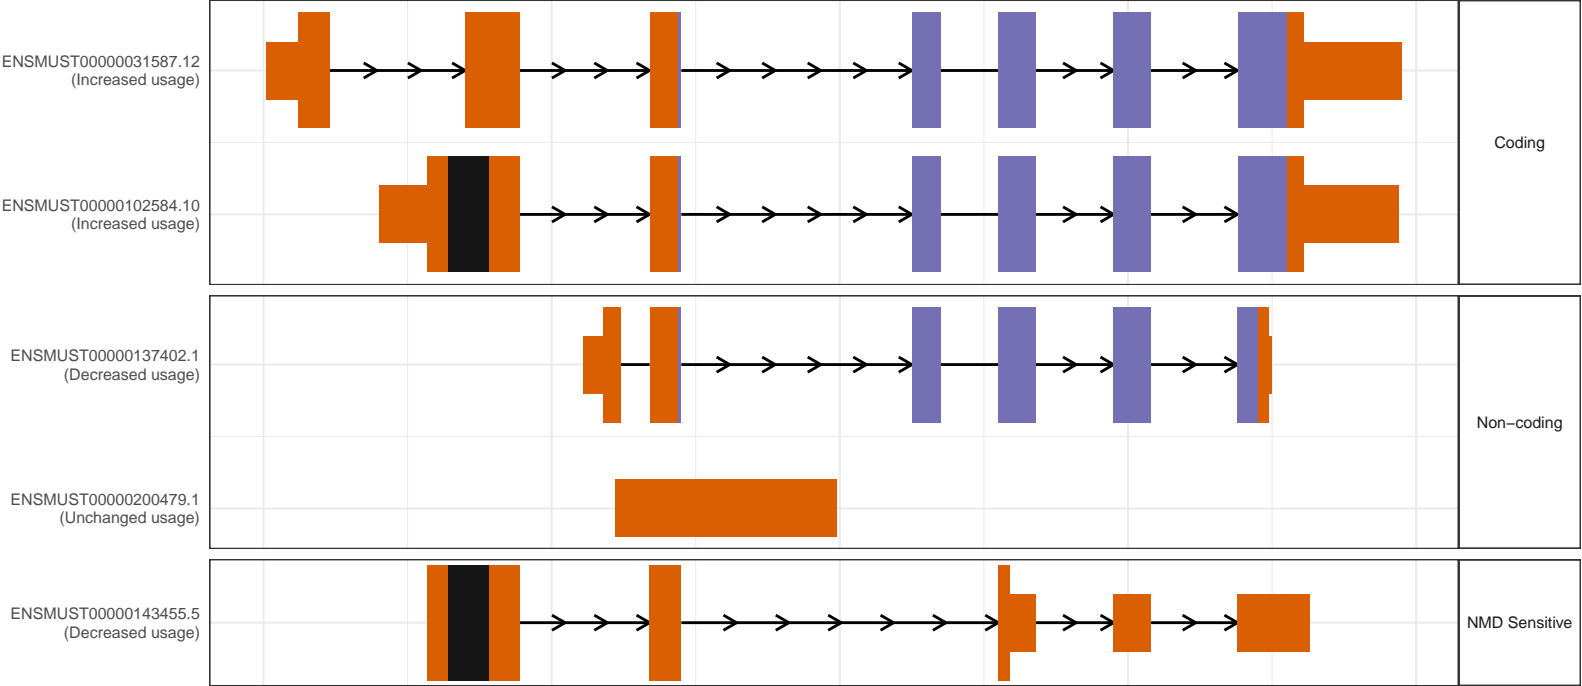 ENSMUST00000031587.12
(Increased usage)
Coding
ENSMUST00000102584.10
(Increased usage)
ENSMUST00000137402.1
(Decreased usage)
Non−coding
ENSMUST00000200479.1
(Unchanged usage)
ENSMUST00000143455.5
(Decreased usage)
NMD Sensitive